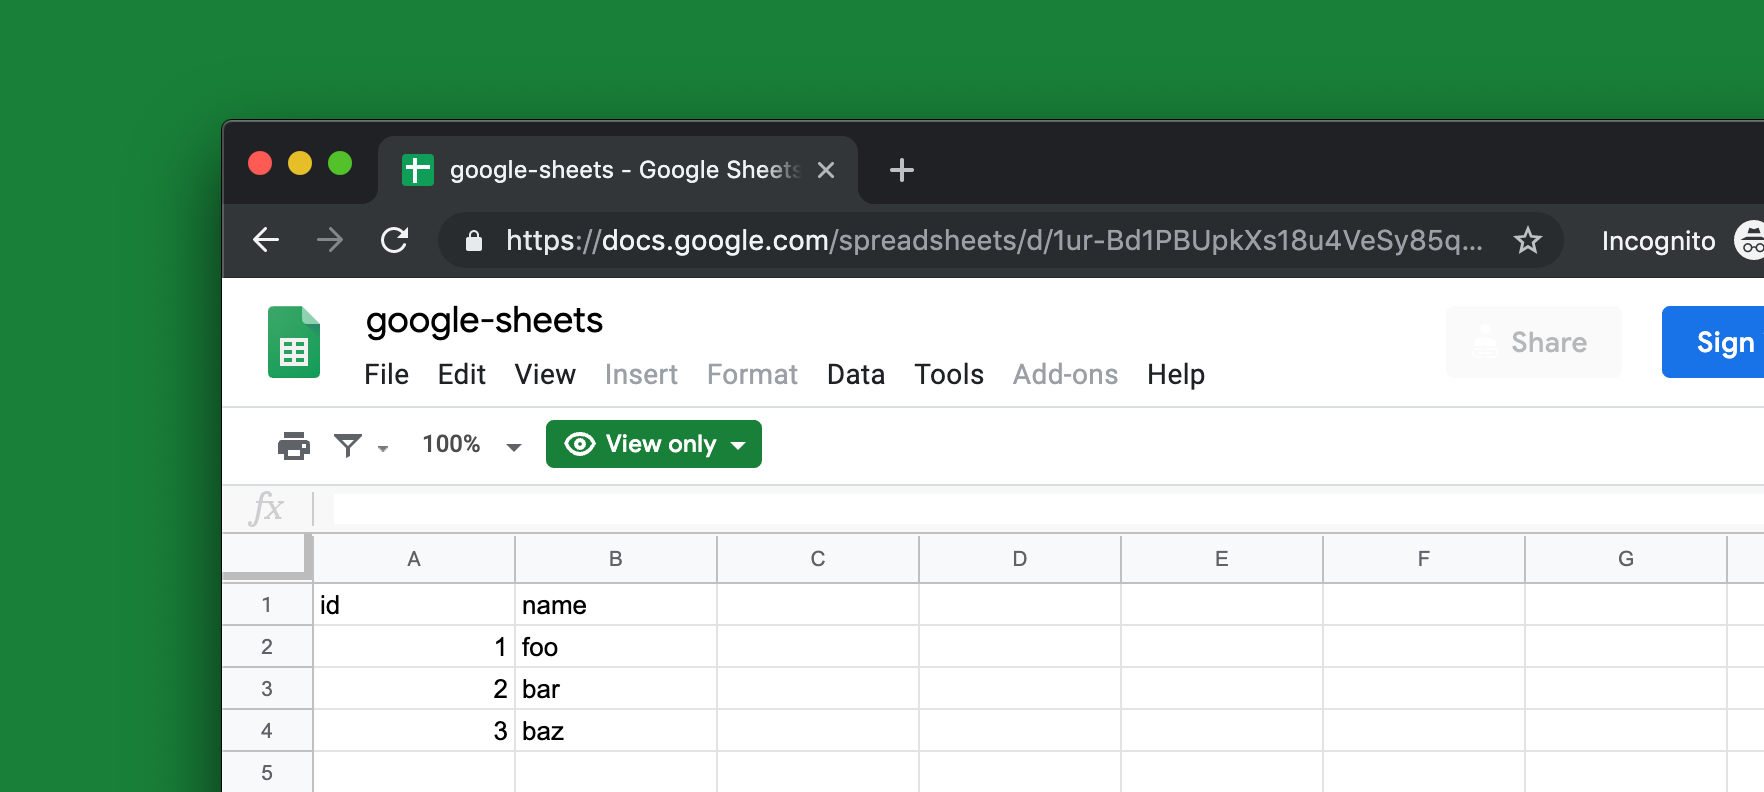 google-sheets - Google Sheets
https://docs.google.com/spreadsheets/d/1ur-Bd1PBUpkXs18u4VeSy85q...
Incognito
google-sheets
File Edit View Insert Format Data Tools Add-ons Help
Share
Sign
100%
View only
fx
A B C D E F G
1 id name
2 1 foo
3 2 bar
4 3 baz
5